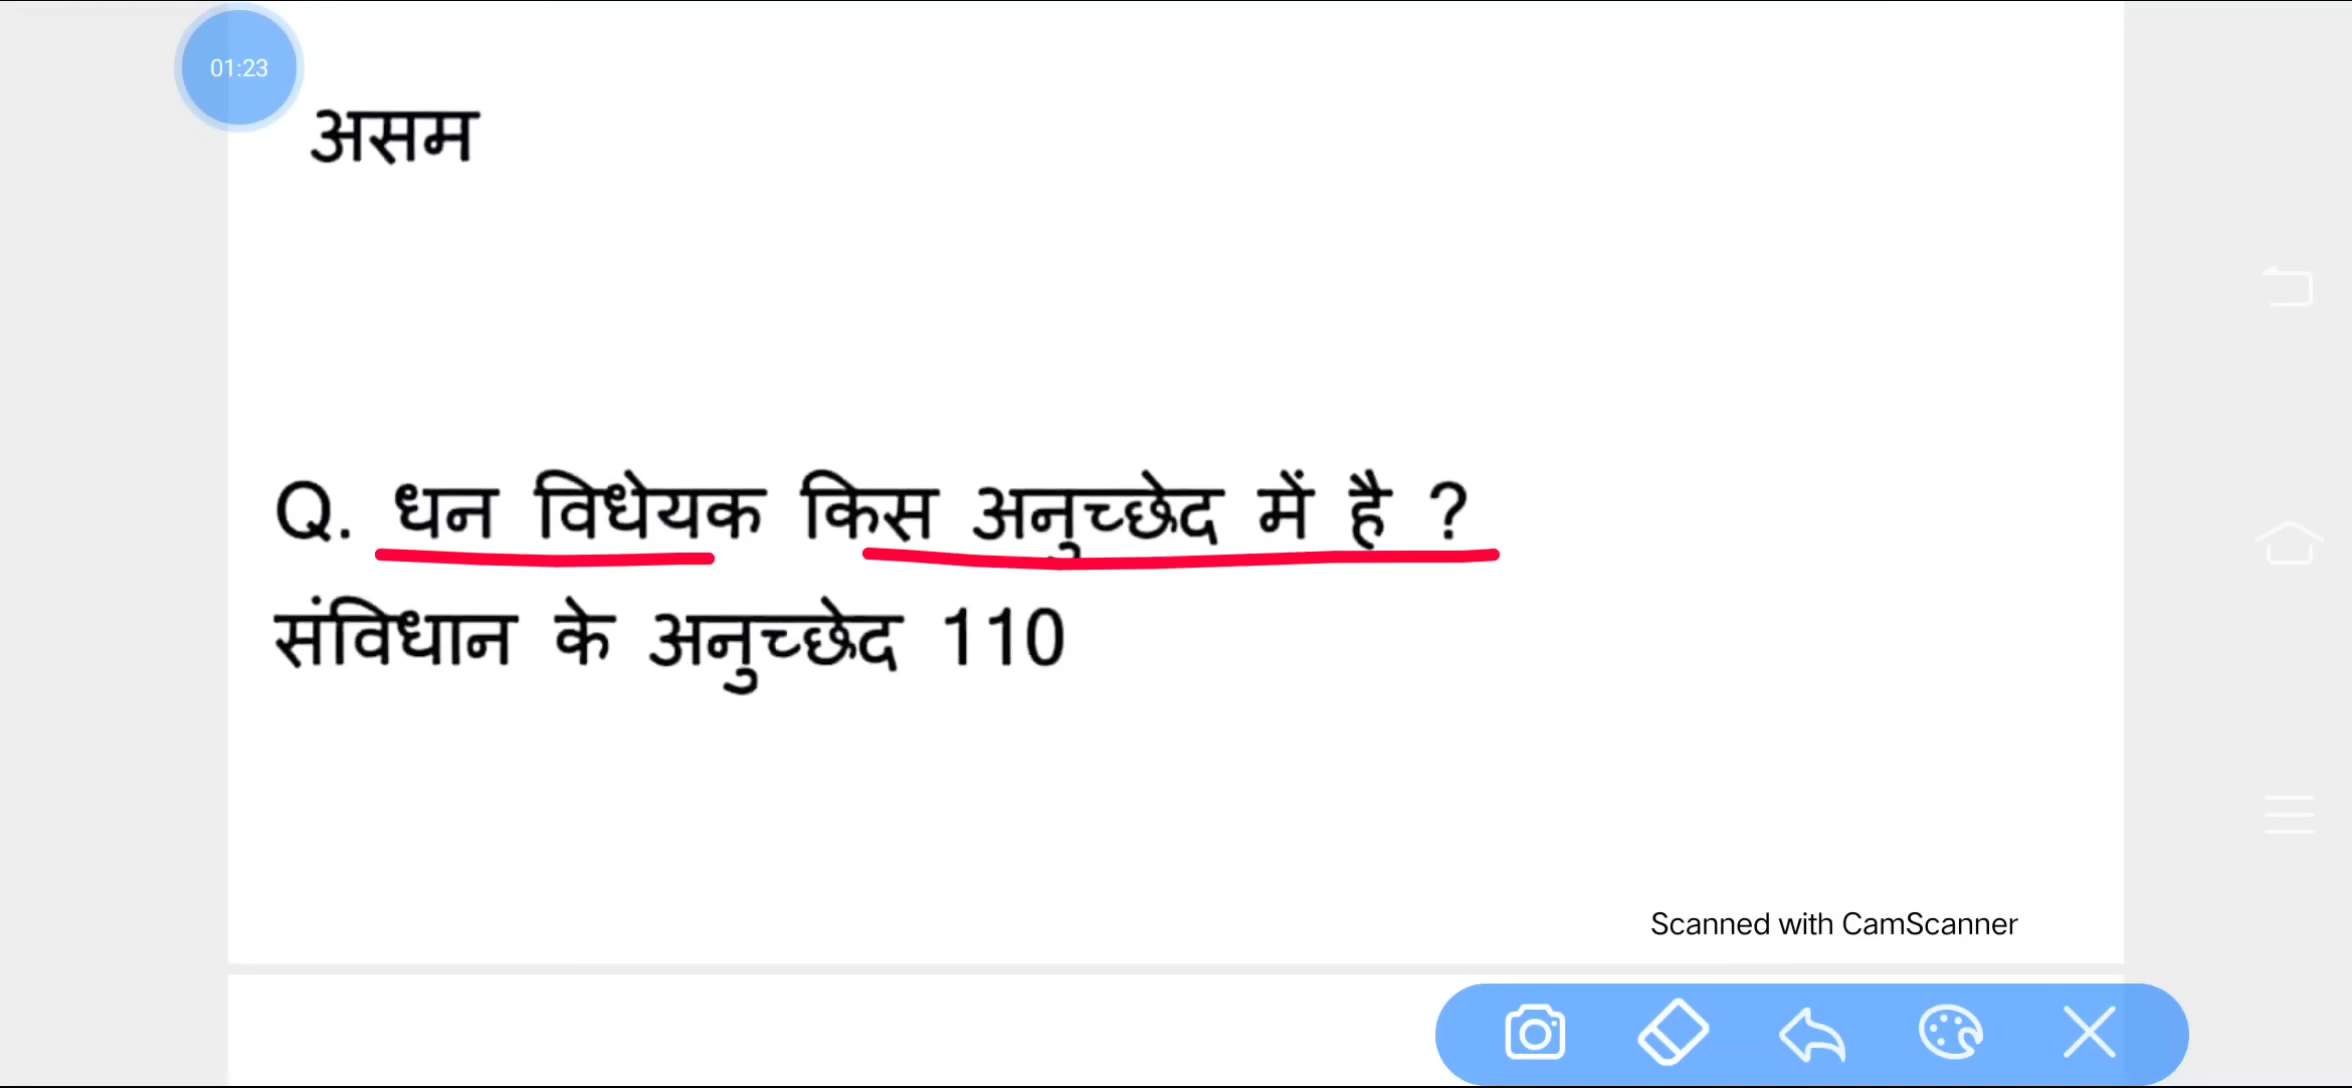 01:23
असम
Q. धन विधेयक किस अनुच्छेद में है ?
संविधान के अनुच्छेद 110
Scanned with CamScanner